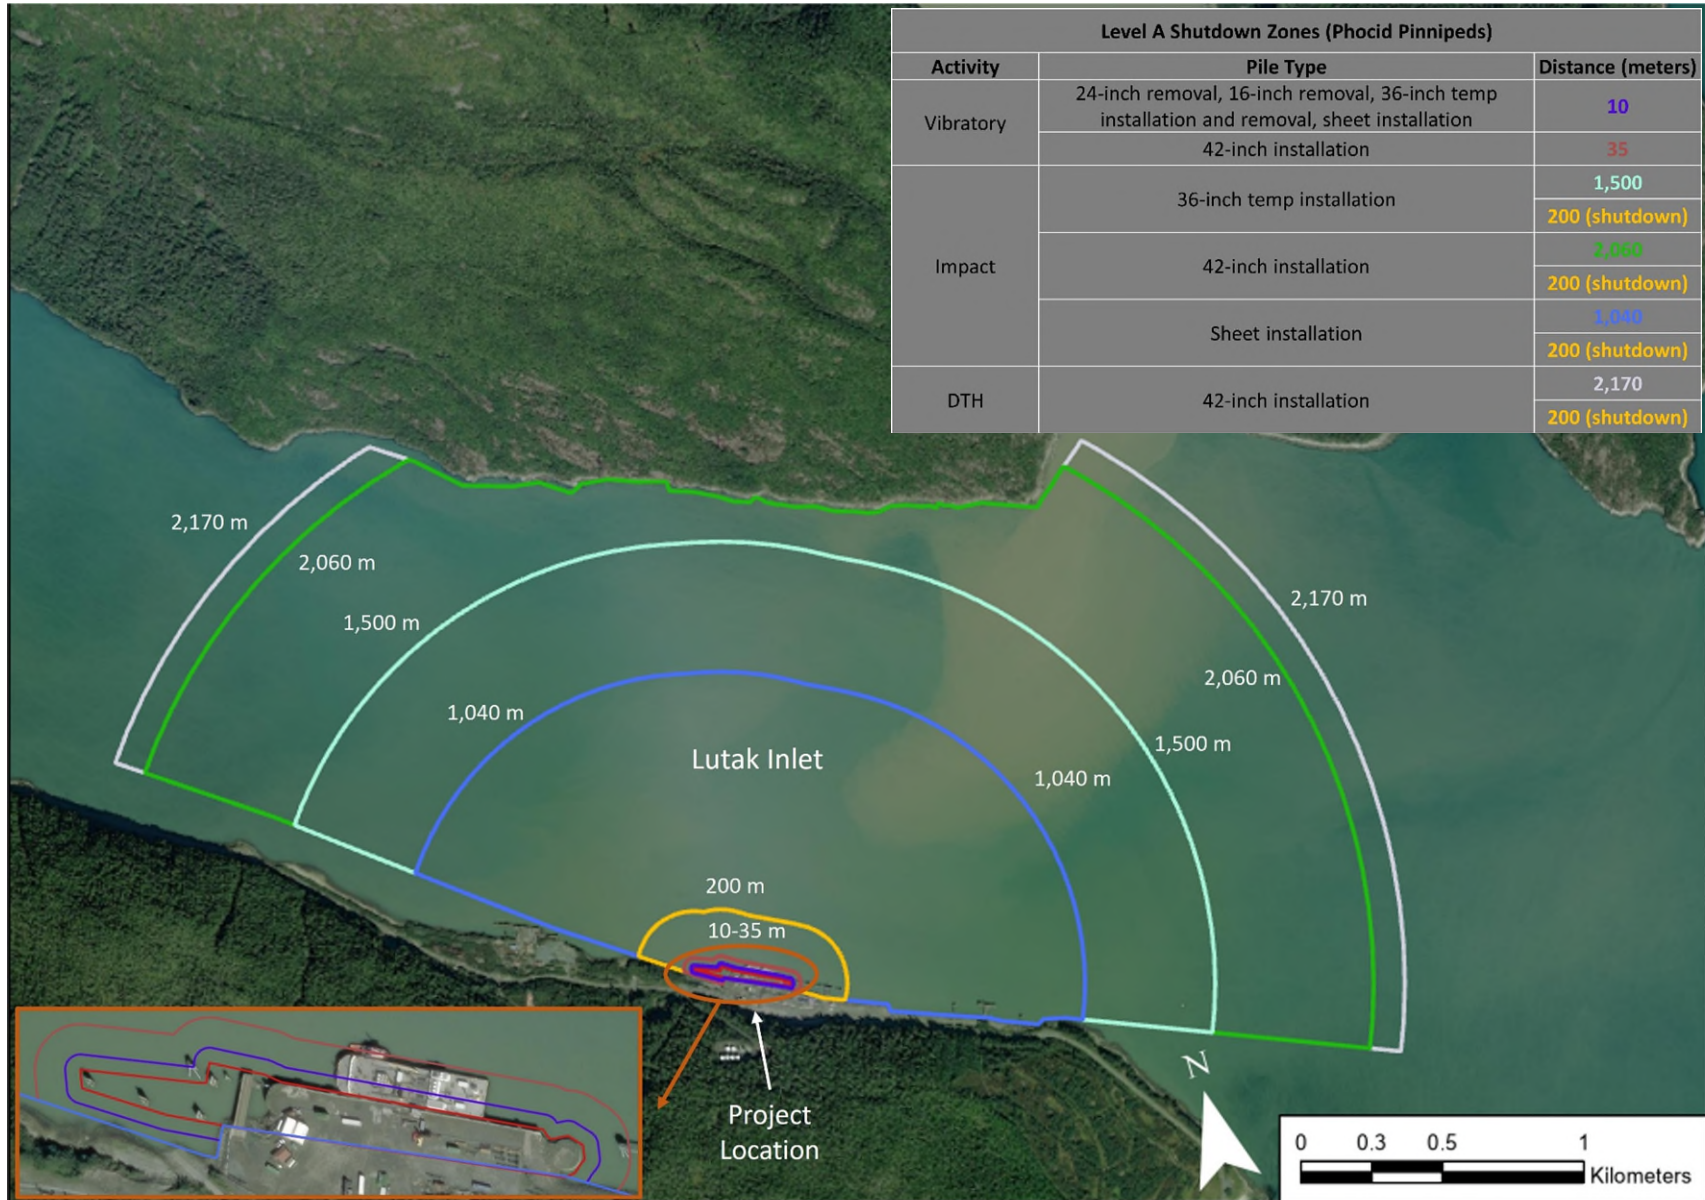 Level A Shutdown Zones (Phocid Pinnipeds)
Activity Pile Type Distance (meters)
Vibratory
24-inch removal, 16-inch removal, 36-inch temp
installation and removal, sheet installation
10
42-inch installation
35
Impact
36-inch temp installation
1,500
200 (shutdown)
42-inch installation
2,060
200 (shutdown)
Sheet installation
1,040
200 (shutdown)
DTH
42-inch installation
2,170
200 (shutdown)
2,170 m
2,060 m
1,500 m
1,040 m
Lutak Inlet
2,170 m
2,060 m
1,500 m
1,040 m
200 m
10-35 m
Project
Location
N
0 0.3 0.5 1
Kilometers